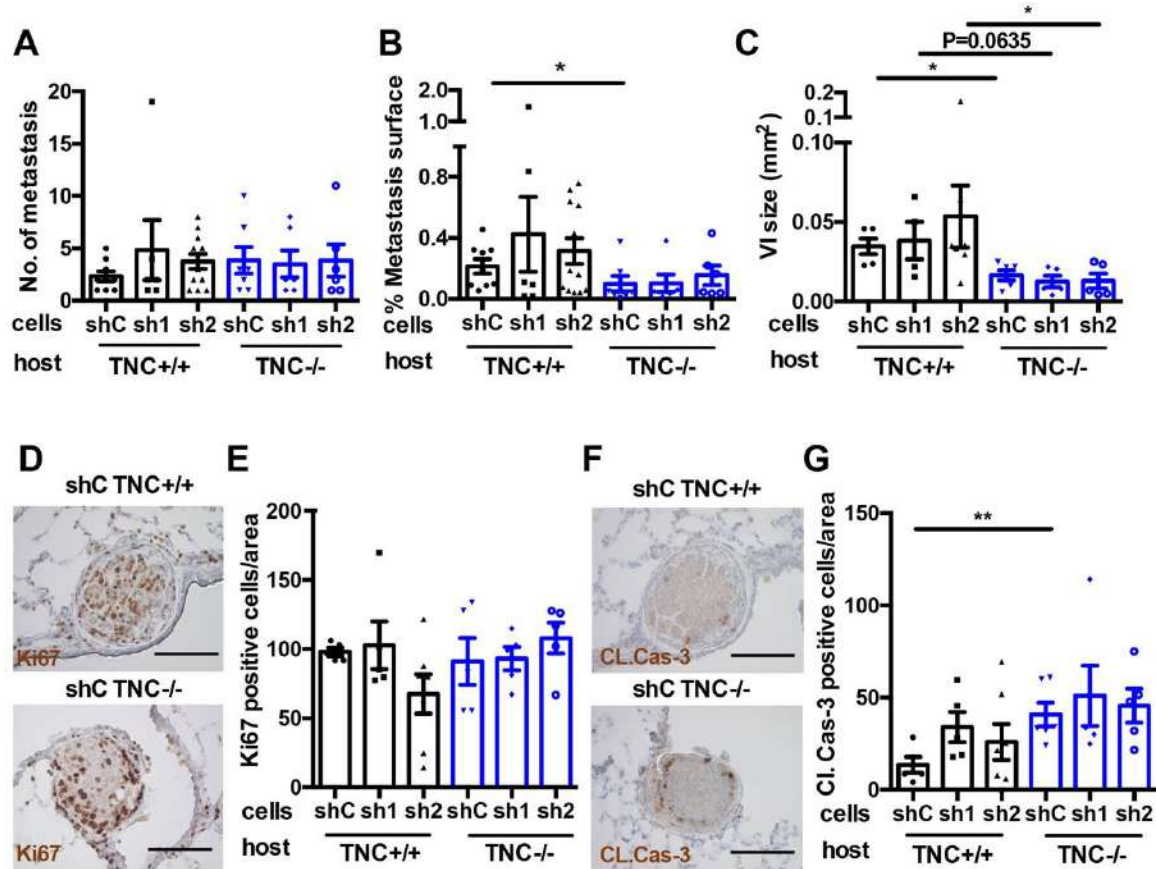 A
No. of metastasis
20
15
10
5
0
cells shC sh1 sh2 shC sh1 sh2
host TNC+/+ TNC-/-
B
% Metastasis surface
*
2.0
1.5
1.0
0.8
0.4
0.0
cells shC sh1 sh2 shC sh1 sh2
host TNC+/+ TNC-/-
C
VI size (mm²)
*
P=0.0635
*
0.2
0.1
0.10
0.05
0.00
cells shC sh1 sh2 shC sh1 sh2
host TNC+/+ TNC-/-
D
shC TNC+/+
Ki67
shC TNC-/-
Ki67
E
Ki67 positive cells/area
200
150
100
50
0
cells shC sh1 sh2 shC sh1 sh2
host TNC+/+ TNC-/-
F
shC TNC+/+
CL.Cas-3
shC TNC-/-
CL.Cas-3
G
Cl. Cas-3 positive cells/area
**
150
100
50
0
cells shC sh1 sh2 shC sh1 sh2
host TNC+/+ TNC-/-